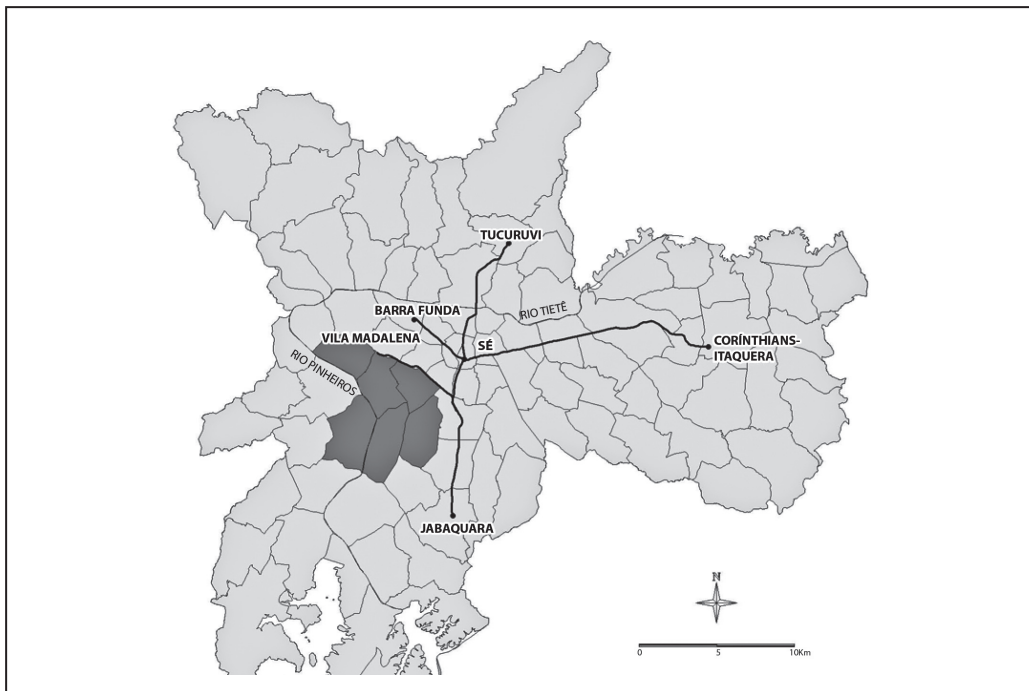 TUCURUVI
BARRA FUNDA
RIO TIETÊ
VILA MADALENA
SÉ
CORÍNTHIANS-
ITAQUERA
RIO PINHEIROS
JABAQUARA
N
0 5 10Km